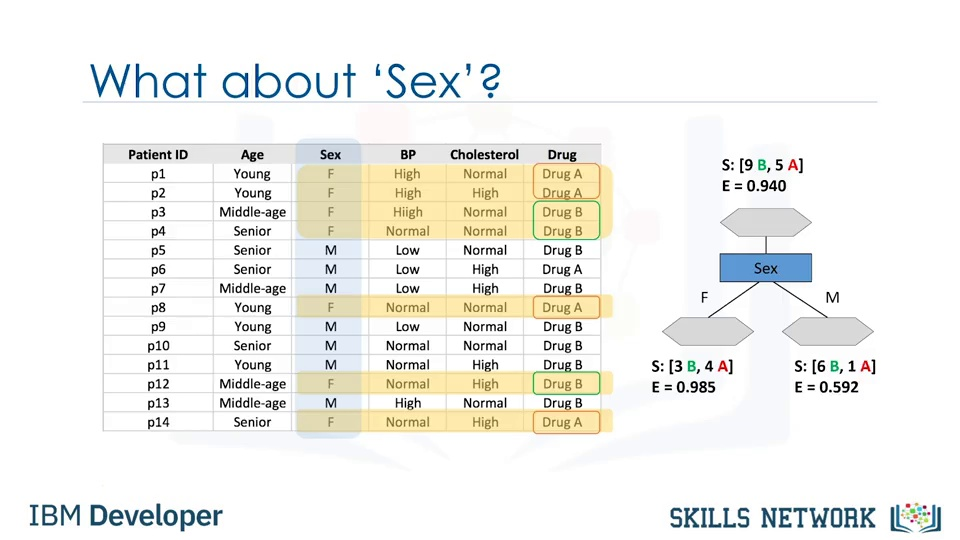 What about ‘Sex’?
Patient ID Age Sex BP Cholesterol Drug
p1 Young F High Normal Drug A
p2 Young F High High Drug A
p3 Middle-age F Hiigh Normal Drug B
p4 Senior F Normal Normal Drug B
p5 Senior M Low Normal Drug B
p6 Senior M Low High Drug A
p7 Middle-age M Low High Drug B
p8 Young F Normal Normal Drug A
p9 Young M Low Normal Drug B
p10 Senior M Normal Normal Drug B
p11 Young M Normal High Drug B
p12 Middle-age F Normal High Drug B
p13 Middle-age M High Normal Drug B
p14 Senior F Normal High Drug A
S: [9 B, 5 A]
E = 0.940
Sex
F M
S: [3 B, 4 A] S: [6 B, 1 A]
E = 0.985 E = 0.592
IBM Developer
SKILLS NETWORK